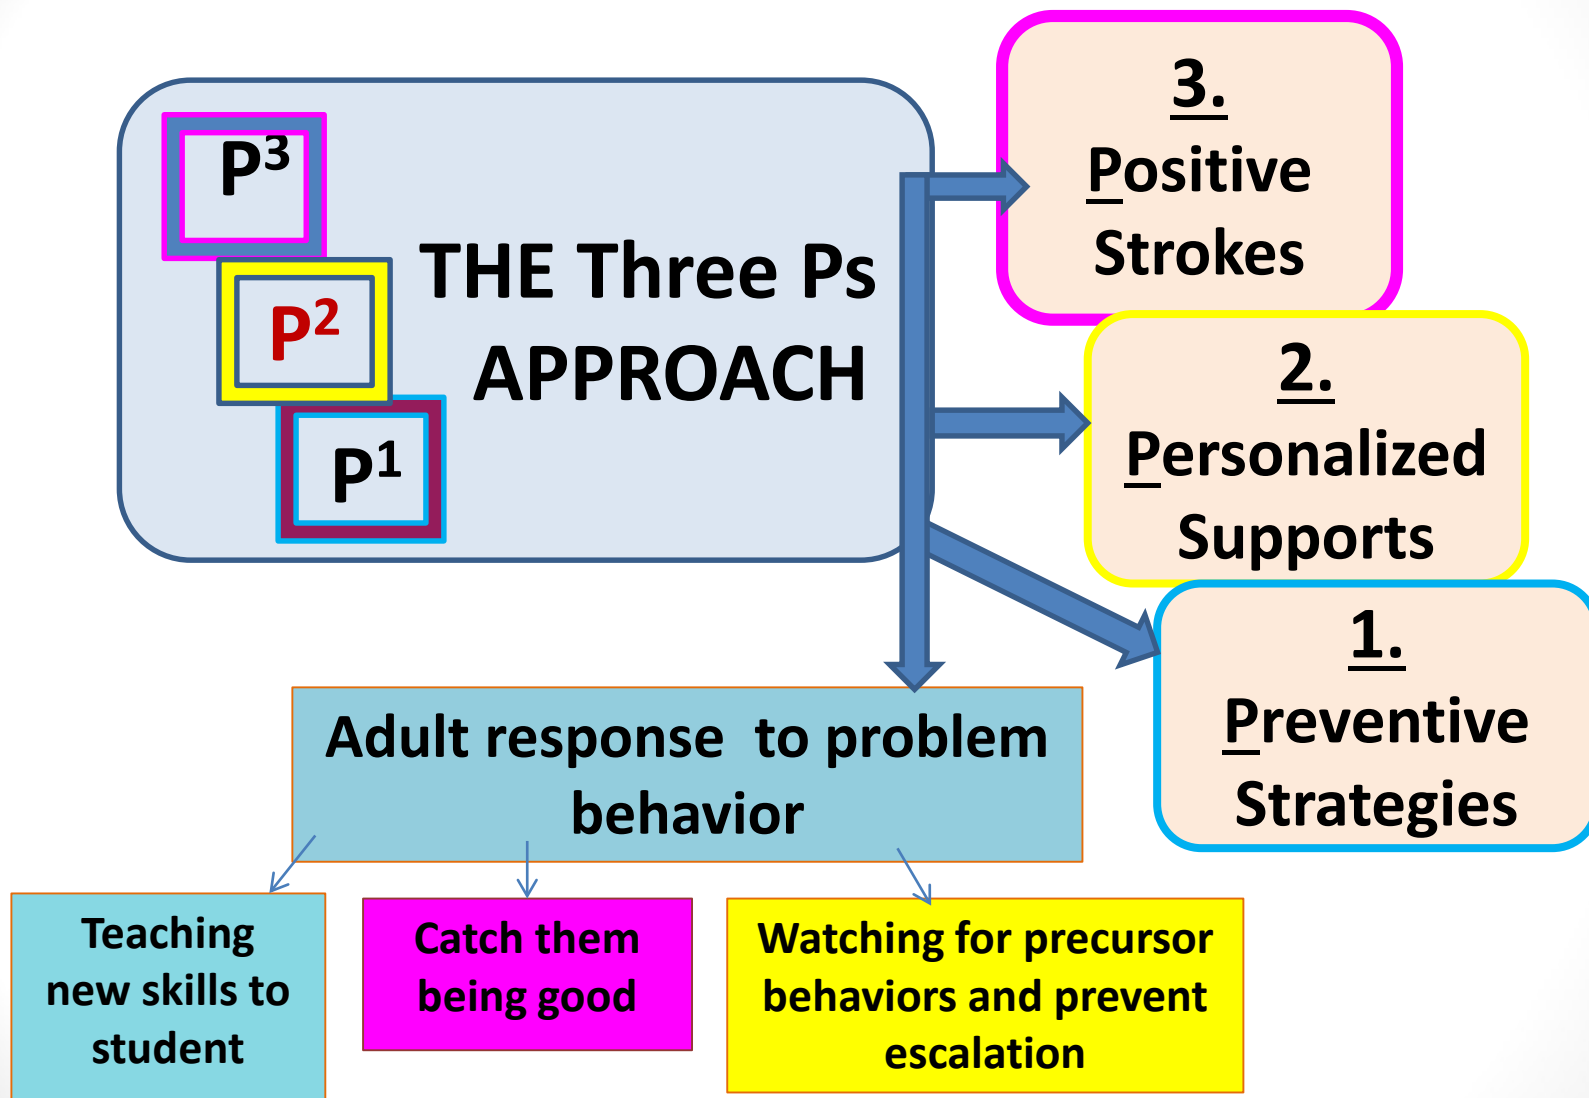 P3
P2
P1
THE Three Ps
APPROACH
3.
Positive
Strokes
2.
Personalized
Supports
1.
Preventive
Strategies
Adult response  to problem
behavior
Teaching
new skills to
student
Catch them
being good
Watching for precursor
behaviors and prevent
escalation